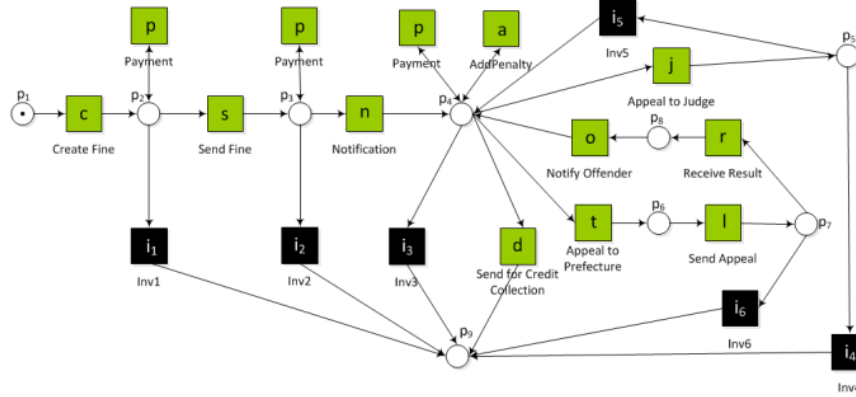 p
p
p
a
i5
Inv5
p5
Payment
Payment
Payment
AddPenalty
j
Appeal to Judge
p1
p2
p3
p4
c
s
n
p8
o
r
Create Fine
Send Fine
Notification
Notify Offender
Receive Result
p6
t
l
p7
i1
i2
i3
d
Appeal to
Prefecture
Send Appeal
Inv1
Inv2
Inv3
Send for Credit
Collection
i6
Inv6
p9
i4